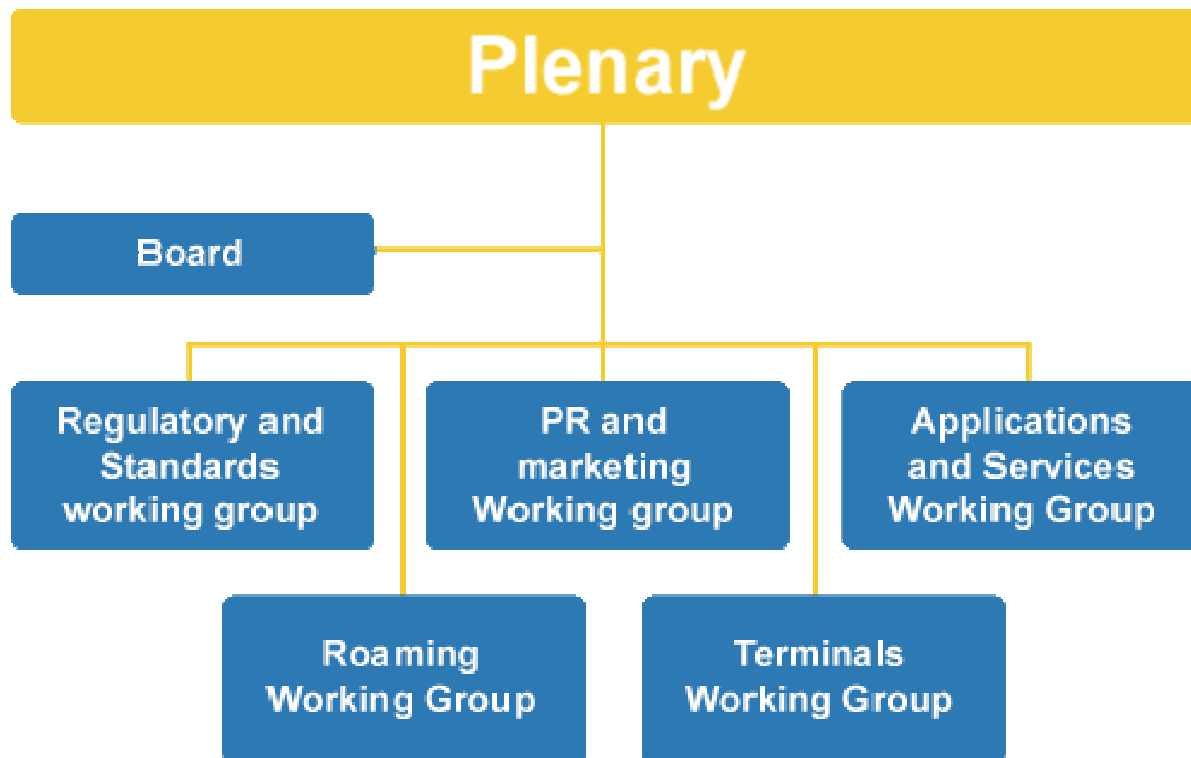 Plenary
Board
Regulatory and
Standards
working group
PR and
marketing
Working group
Applications
and Services
Working Group
Roaming
Working Group
Terminals
Working Group